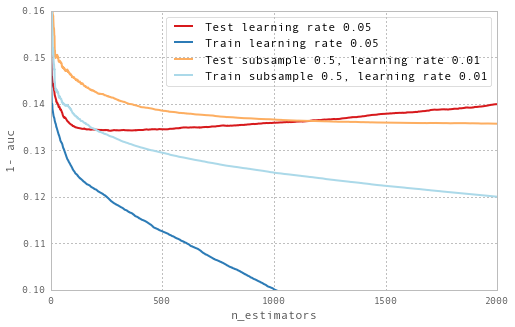 0.16
0.15
0.14
0.13
0.12
0.11
0.10
1- auc
Test learning rate 0.05
Train learning rate 0.05
Test subsample 0.5, learning rate 0.01
Train subsample 0.5, learning rate 0.01
0
500
1000
1500
2000
n_estimators